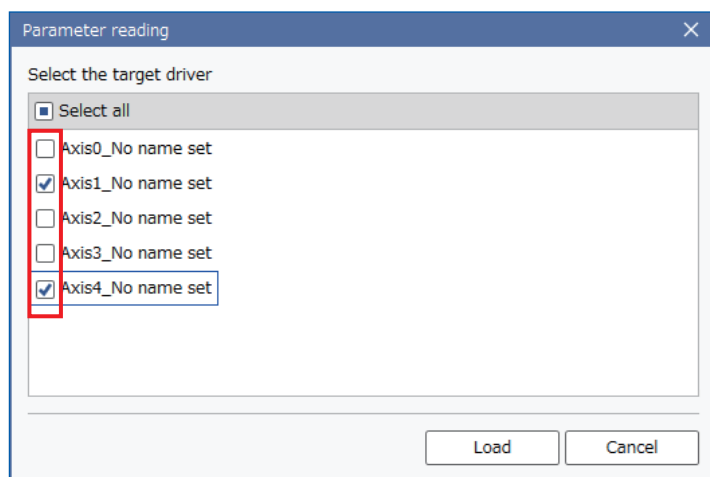 Parameter reading
Select the target driver
Select all
Axis0_No name set
Axis1_No name set
Axis2_No name set
Axis3_No name set
Axis4_No name set
Load Cancel